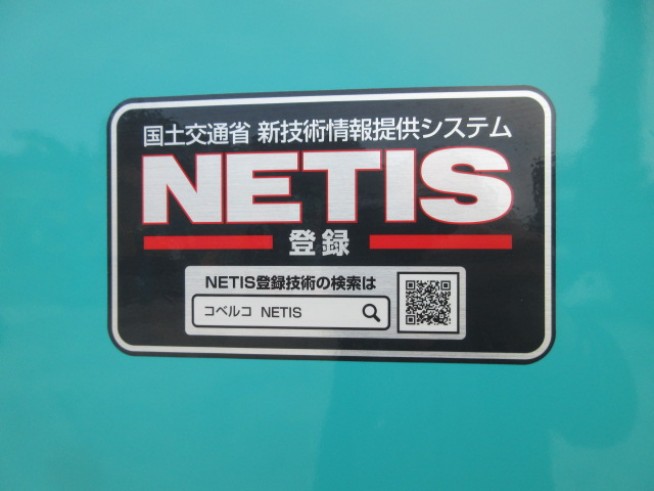 国土交通省 新技術情報提供システム
NETIS
登録
NETIS登録技術の検索は
コベルコ NETIS